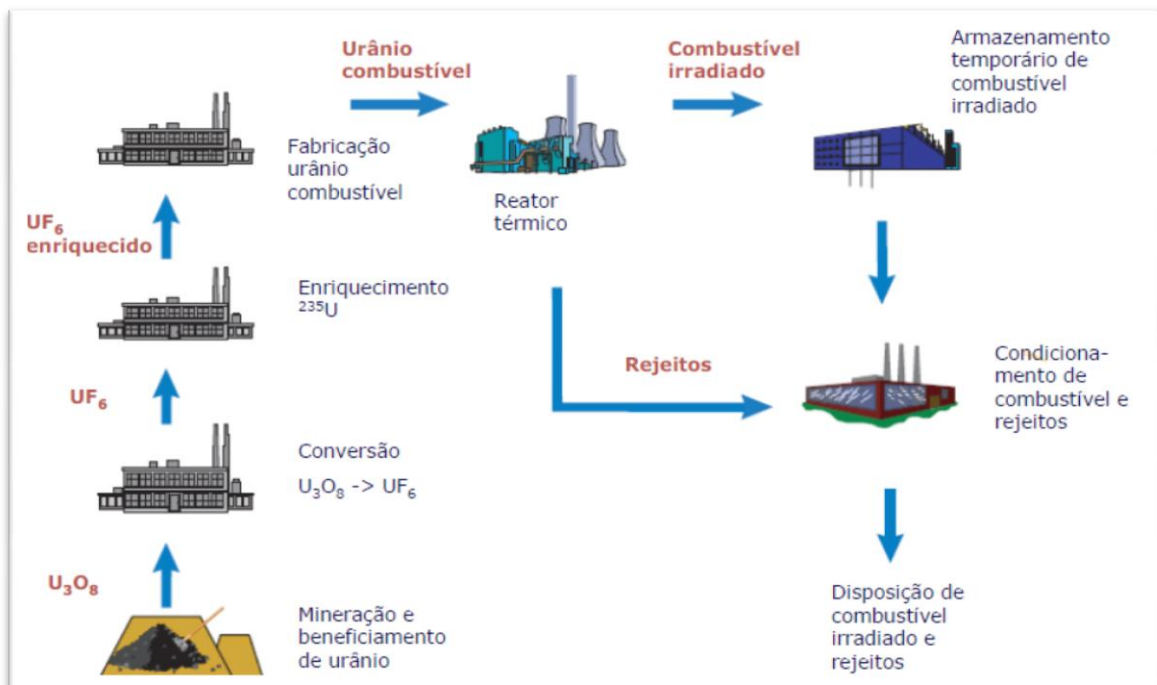 Urânio
combustível
Combustível
irradiado
Armazenamento
temporário de
combustível
irradiado
Fabricação
urânio
combustível
Reator
térmico
UF₆
enriquecido
Enriquecimento
²³⁵U
Rejeitos
Condiciona-
mento de
combustível e
rejeitos
UF₆
Conversão
U₃O₈ -> UF₆
U₃O₈
Mineração e
beneficiamento
de urânio
Disposição de
combustível
irradiado e
rejeitos